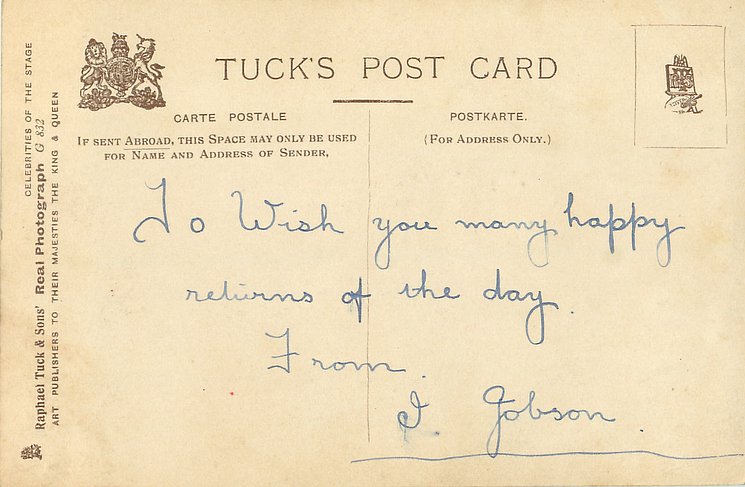 TUCK'S POST CARD
CARTE POSTALE
POSTKARTE.
IF SENT ABROAD, THIS SPACE MAY ONLY BE USED
FOR NAME AND ADDRESS OF SENDER,
(FOR ADDRESS ONLY.)
To Wish you many happy
returns of the day.
From.
I. Jobson.
CELEBRITIES OF THE STAGE
Raphael Tuck & Sons' Real Photograph G 832
ART PUBLISHERS TO THEIR MAJESTIES THE KING & QUEEN